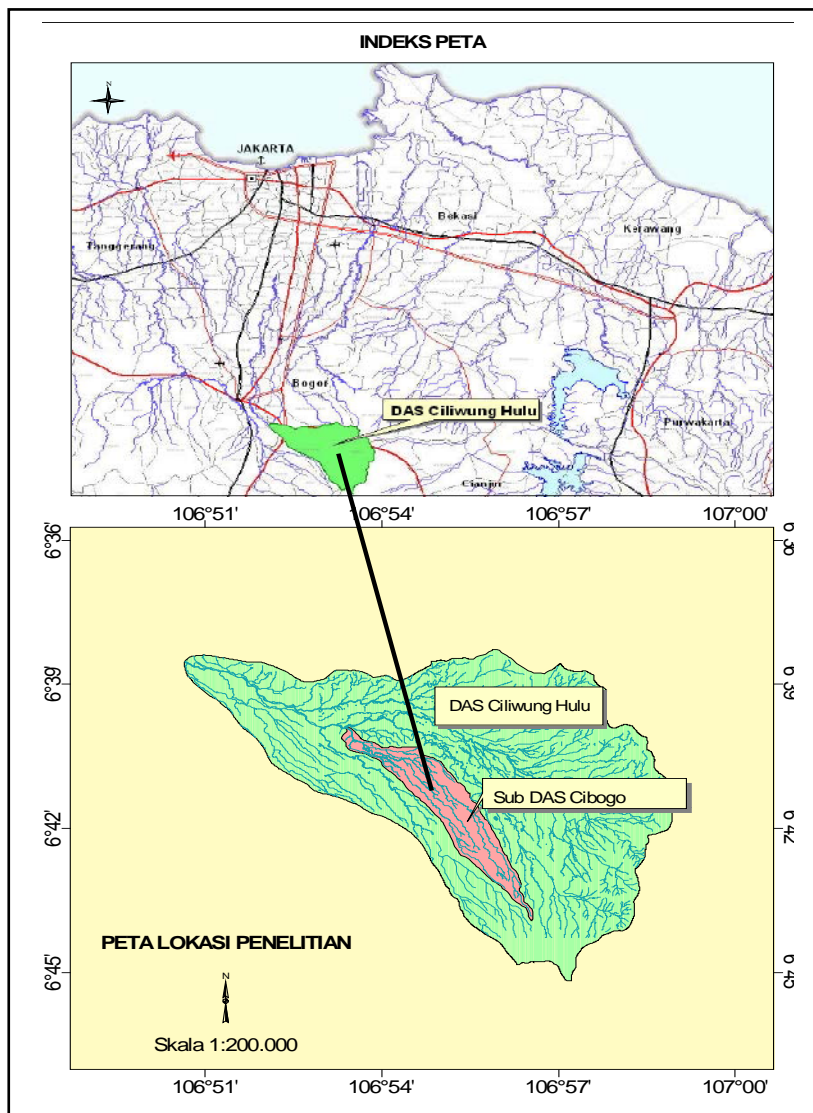 INDEKS PETA
N
JAKARTA
Bekasi
Kerawang
Tanggerang
Bogor
DAS Ciliwung Hulu
Purwakarta
Cianjur
106°51' 106°54' 106°57' 107°00'
6°36'
6°39'
DAS Ciliwung Hulu
Sub DAS Cibogo
6°42'
PETA LOKASI PENELITIAN
6°45'
N
Skala 1:200.000
106°51' 106°54' 106°57' 107°00'